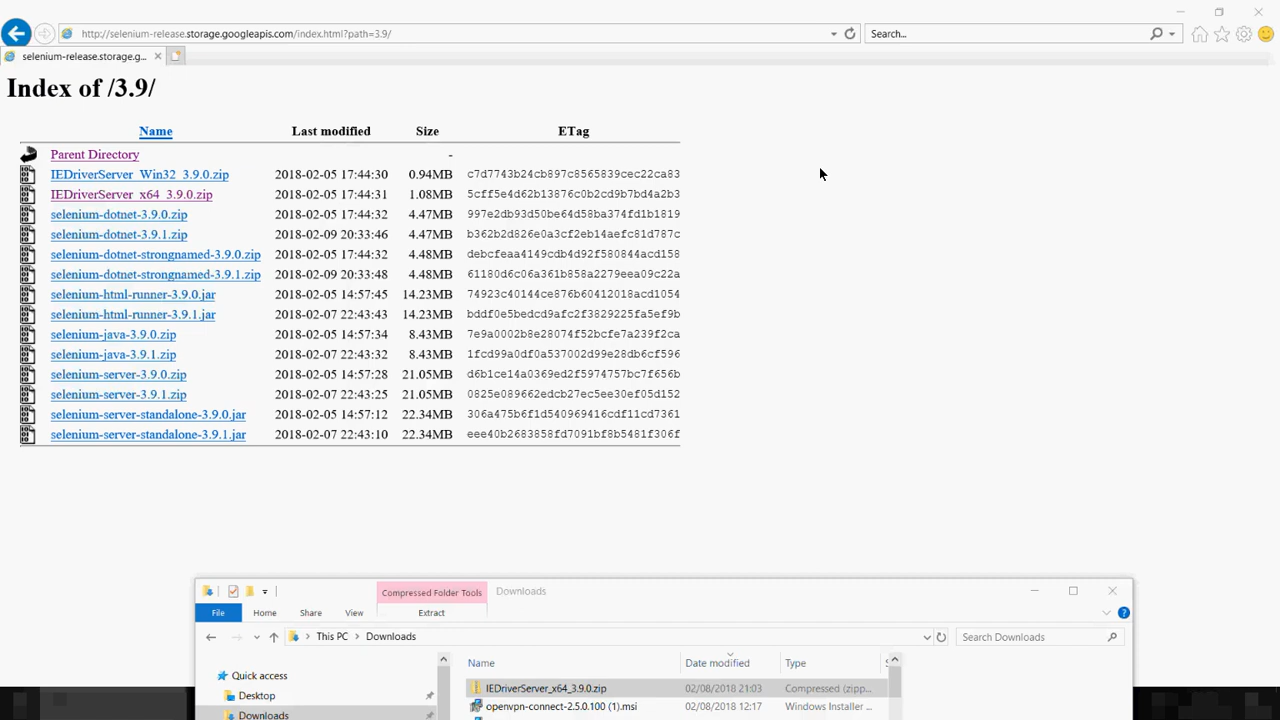 http://selenium-release.storage.googleapis.com/index.html?path=3.9/
Search...
selenium-release.storage.g...
Index of /3.9/
Name Last modified Size ETag
Parent Directory -
IEDriverServer_Win32_3.9.0.zip 2018-02-05 17:44:30 0.94MB c7d7743b24cb897c8565839cec22ca83
IEDriverServer_x64_3.9.0.zip 2018-02-05 17:44:31 1.08MB 5cff5e4d62b13876c0b2cd9b7bd4a2b3
selenium-dotnet-3.9.0.zip 2018-02-05 17:44:32 4.47MB 997e2db93d50be64d58ba374fd1b1819
selenium-dotnet-3.9.1.zip 2018-02-09 20:33:46 4.47MB b362b2d826e0a3cf2eb14aefc81d787c
selenium-dotnet-strongnamed-3.9.0.zip 2018-02-05 17:44:32 4.48MB debcfeaa4149cdb4d92f580844acd158
selenium-dotnet-strongnamed-3.9.1.zip 2018-02-09 20:33:48 4.48MB 61180d6c06a361b858a2279eea09c22a
selenium-html-runner-3.9.0.jar 2018-02-05 14:57:45 14.23MB 74923c40144ce876b60412018acd1054
selenium-html-runner-3.9.1.jar 2018-02-07 22:43:43 14.23MB bddf0e5bedcd9afc2f3829225fa5ef9b
selenium-java-3.9.0.zip 2018-02-05 14:57:34 8.43MB 7e9a0002b8e28074f52bcfe7a239f2ca
selenium-java-3.9.1.zip 2018-02-07 22:43:32 8.43MB 1fcd99a0df0a537002d99e28db6cf596
selenium-server-3.9.0.zip 2018-02-05 14:57:28 21.05MB d6b1ce14a0369ed2f5974757bc7f656b
selenium-server-3.9.1.zip 2018-02-07 22:43:25 21.05MB 0825e089662edcb27ec5ee30ef05d152
selenium-server-standalone-3.9.0.jar 2018-02-05 14:57:12 22.34MB 306a475b6f1d540969416cdf11cd7361
selenium-server-standalone-3.9.1.jar 2018-02-07 22:43:10 22.34MB eee40b2683858fd7091bf8b5481f306f
Compressed Folder Tools Downloads
File Home Share View Extract
This PC Downloads Search Downloads
Name Date modified Type
Quick access
IEDriverServer_x64_3.9.0.zip 02/08/2018 21:03 Compressed (zipp...
Desktop
openvpn-connect-2.5.0.100 (1).msi 02/08/2018 12:17 Windows Installer ...
Downloads